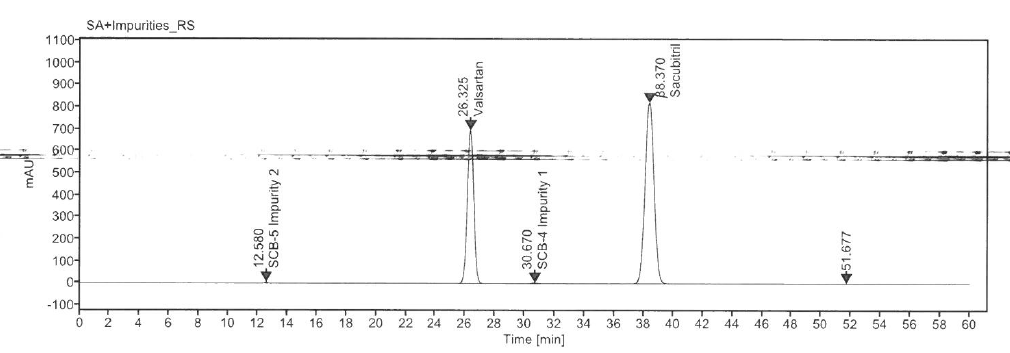 SA+Impurities_RS
1100
1000
900
800
700
600
500
400
300
200
100
0
-100
mAU
12.580
SCB-5 Impurity 2
26.325
Valsartan
30.670
SCB-4 Impurity 1
38.370
Sacubitril
51.677
0 2 4 6 8 10 12 14 16 18 20 22 24 26 28 30 32 34 36 38 40 42 44 46 48 50 52 54 56 58 60
Time [min]